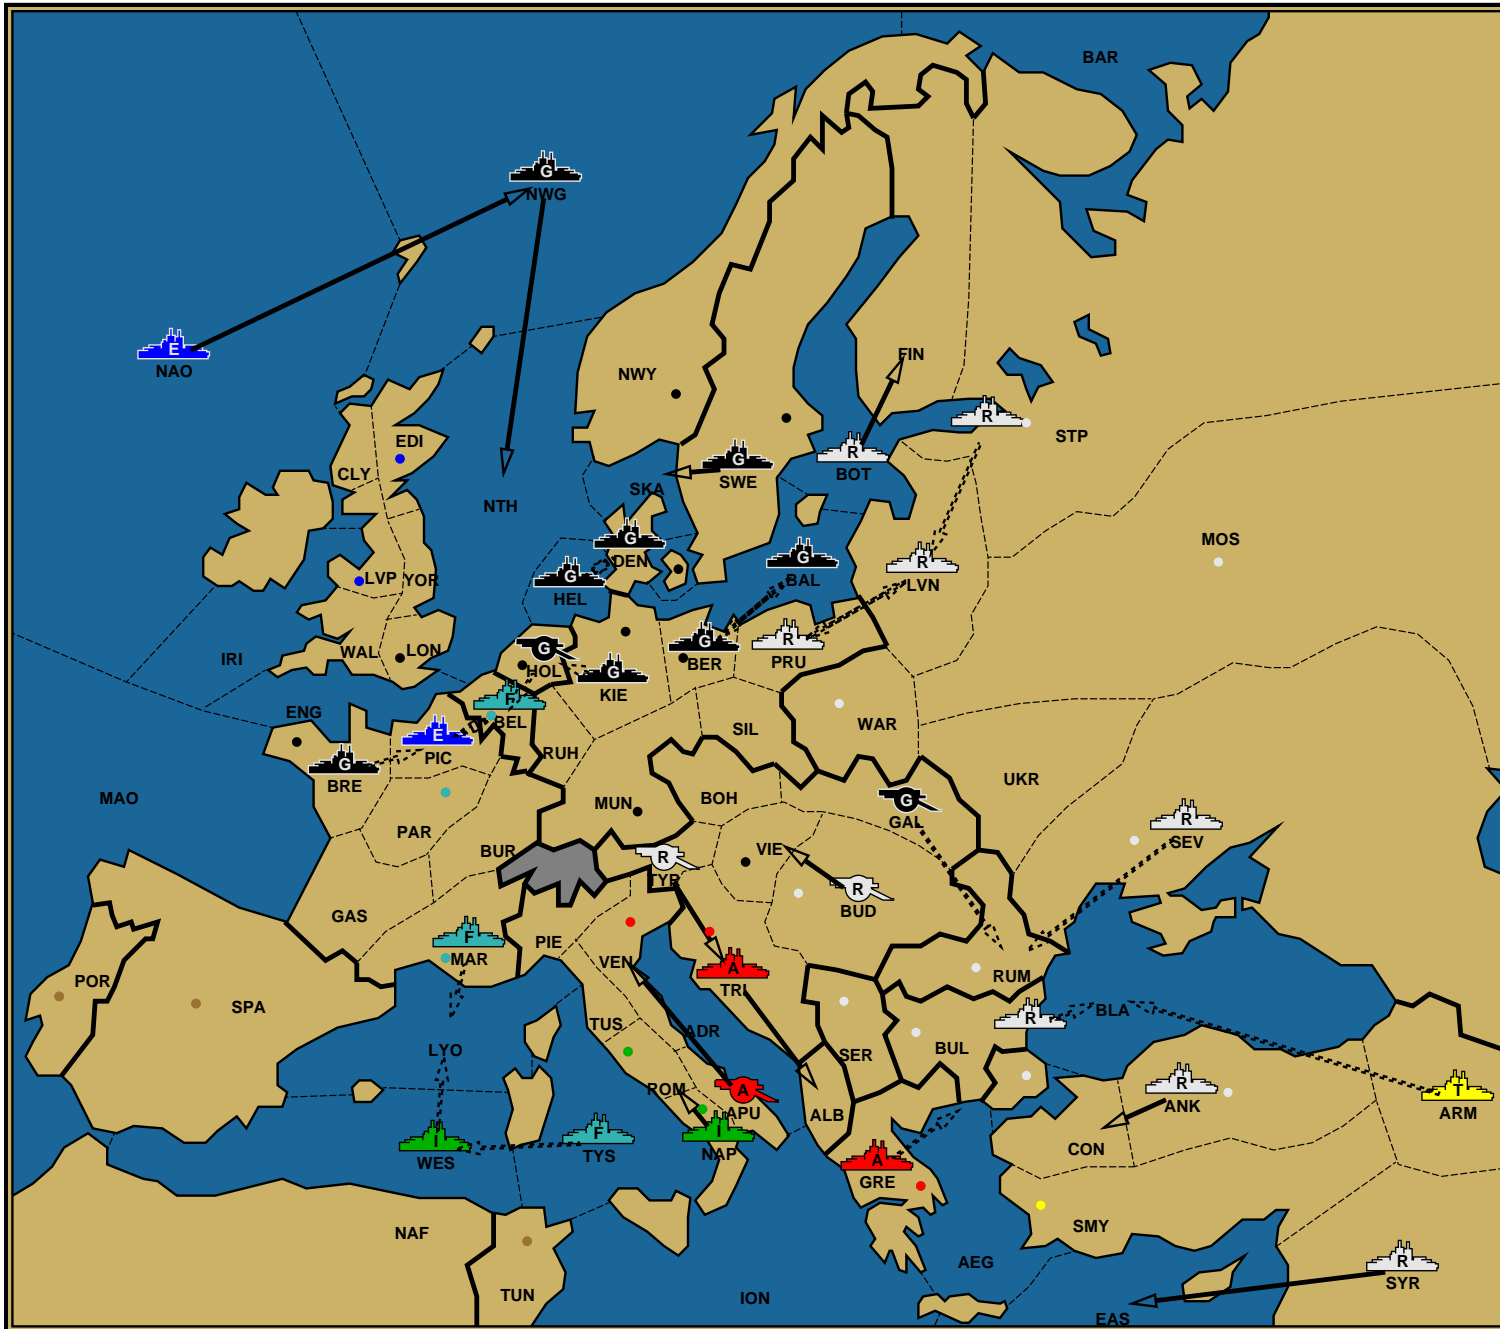 BAR
G
NWG
E
NAO
FIN
NWY
R
STP
EDI
R
BOT
CLY
G
SWE
SKA
NTH
MOS
G
DEN
G
BAL
R
LVN
G
HEL
LVP YOR
G
HOL
G
BER
R
PRU
IRI
WAL
LON
G
KIE
F
BEL
ENG
E
PIC
SIL
WAR
RUH
G
BRE
UKR
MAO
MUN
BOH
G
GAL
R
SEV
PAR
BUR
VIE
R
TYR
R
BUD
GAS
F
MAR
PIE
VEN
A
TRI
RUM
POR
SPA
TUS
ADR
R
BLA
LYO
SER
BUL
ROM
A
APU
ALB
R
ANK
T
ARM
I
WES
F
TYS
I
NAP
CON
A
GRE
NAF
SMY
AEG
R
SYR
TUN
ION
EAS